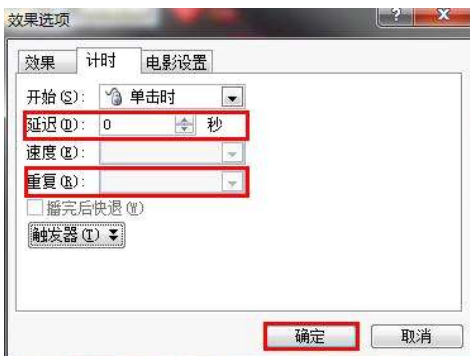 效果选项
效果 计时 电影设置
开始(S): 单击时
延迟(D): 0 秒
速度(E):
重复(R):
播完后快退(W)
触发器(T)
确定 取消